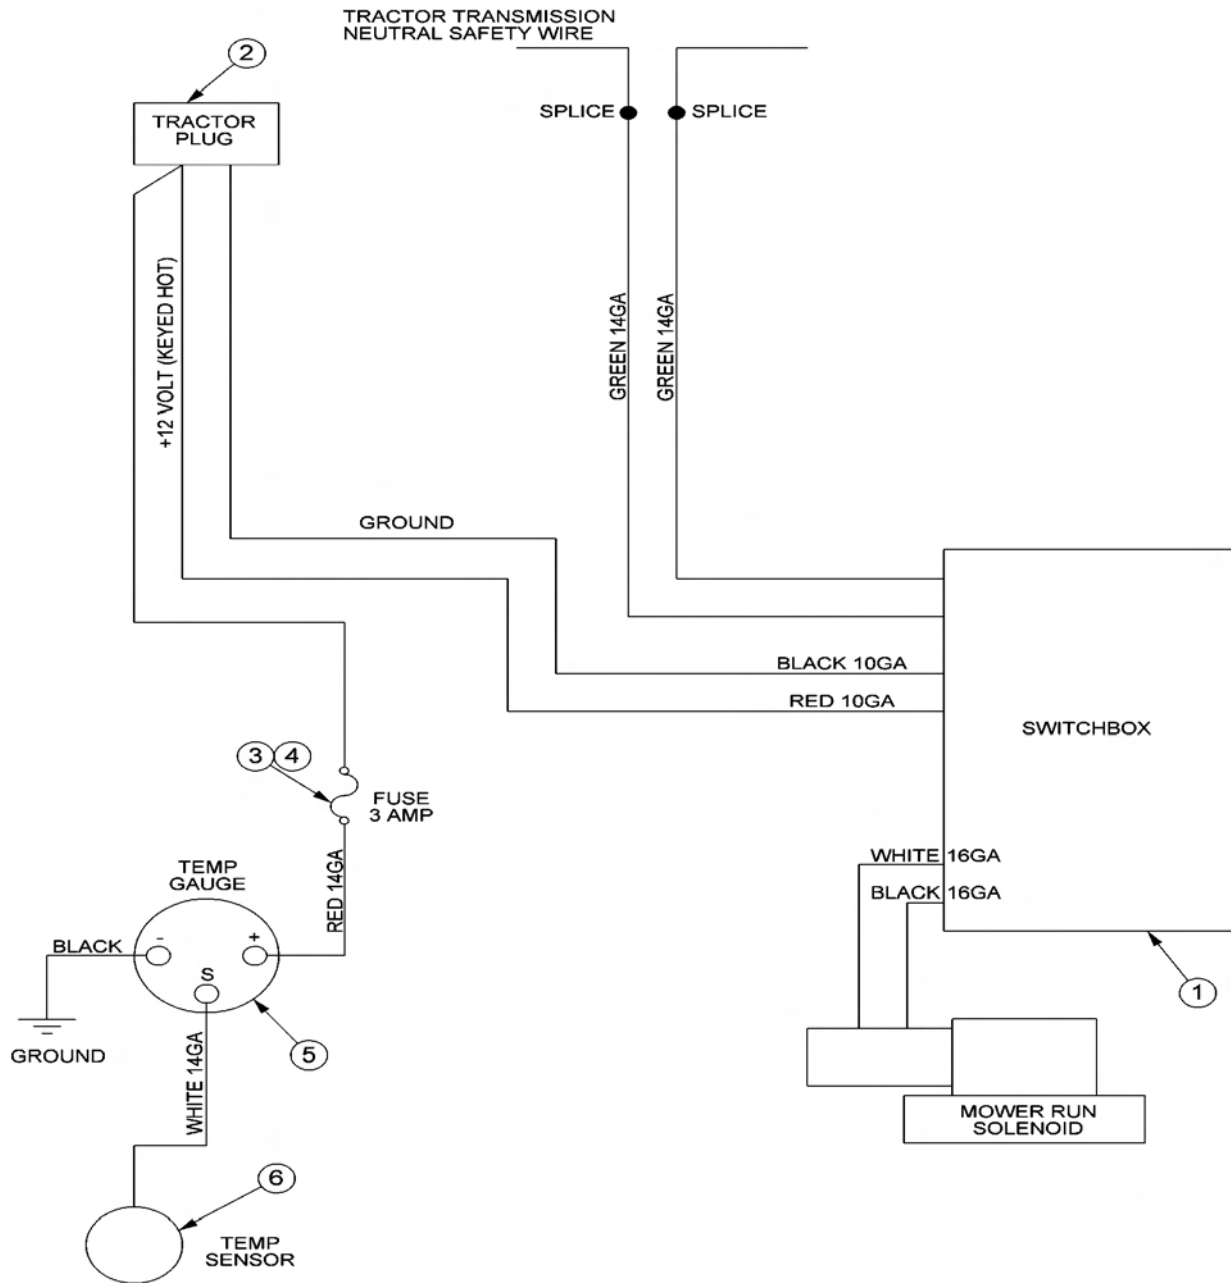 TRACTOR TRANSMISSION
NEUTRAL SAFETY WIRE
2
TRACTOR
PLUG
SPLICE
SPLICE
+12 VOLT (KEYED HOT)
GREEN 14GA
GREEN 14GA
GROUND
BLACK 10GA
RED 10GA
SWITCHBOX
3
4
FUSE
3 AMP
RED 14GA
TEMP
GAUGE
-
+
S
BLACK
GROUND
5
WHITE 14GA
WHITE 16GA
BLACK 16GA
1
MOWER RUN
SOLENOID
6
TEMP
SENSOR